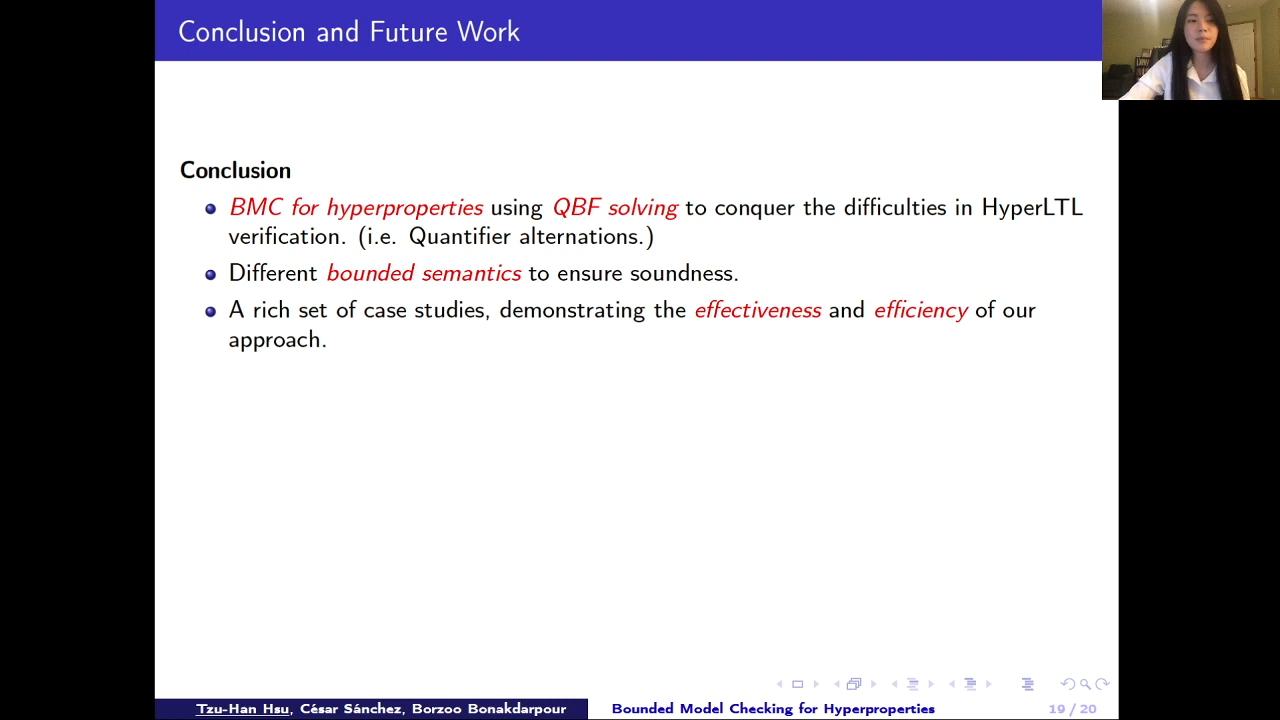 Conclusion and Future Work
Conclusion
BMC for hyperproperties using QBF solving to conquer the difficulties in HyperLTL
verification. (i.e. Quantifier alternations.)
Different bounded semantics to ensure soundness.
A rich set of case studies, demonstrating the effectiveness and efficiency of our
approach.
Tzu-Han Hsu, César Sánchez, Borzoo Bonakdarpour
Bounded Model Checking for Hyperproperties
19 / 20